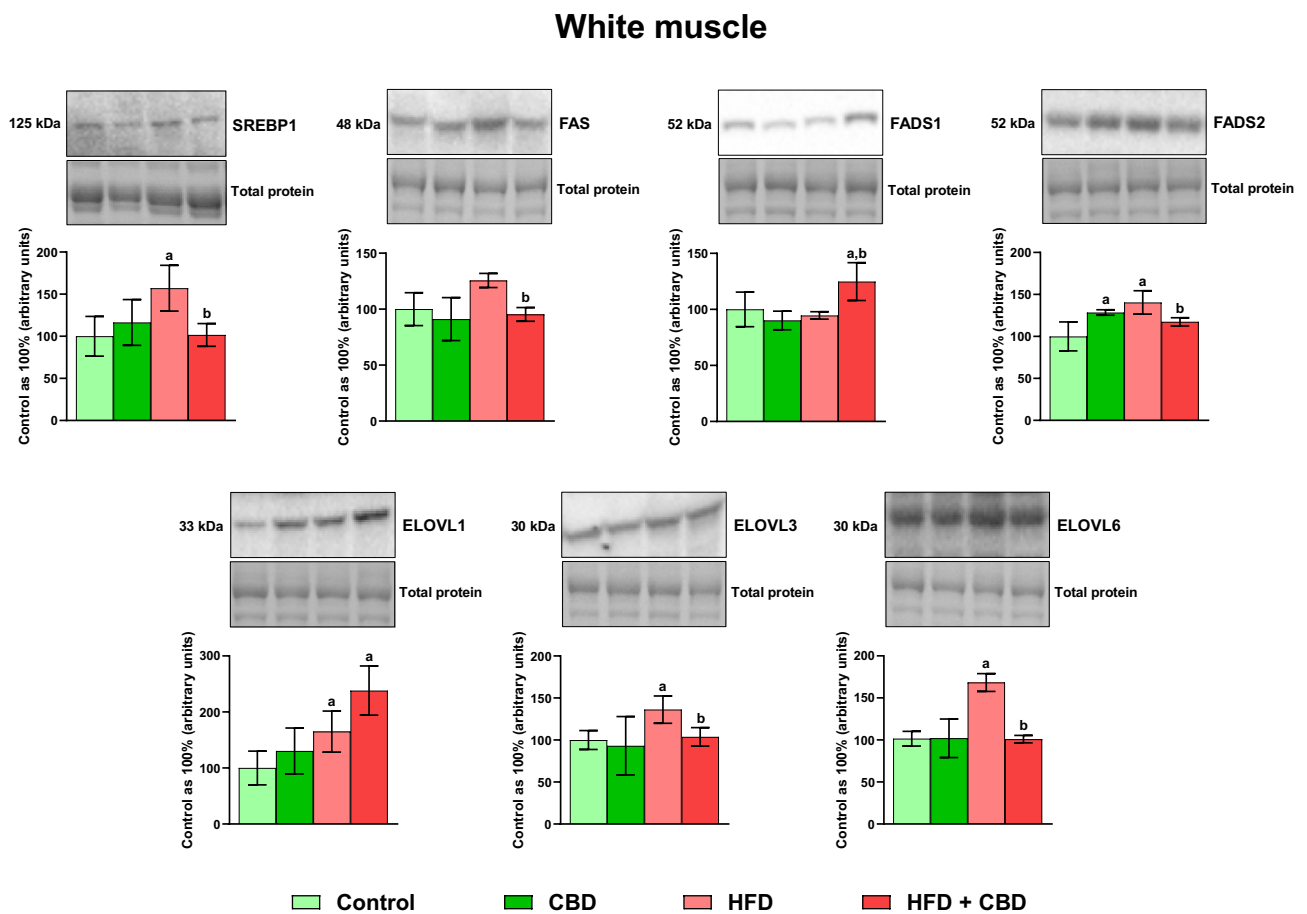 White muscle
125 kDa
SREBP1
Total protein
Control as 100% (arbitrary units)
200
150
100
50
0
a
b
48 kDa
FAS
Total protein
Control as 100% (arbitrary units)
150
100
50
0
b
52 kDa
FADS1
Total protein
Control as 100% (arbitrary units)
150
100
50
0
a,b
52 kDa
FADS2
Total protein
Control as 100% (arbitrary units)
200
150
100
50
0
a
a
b
33 kDa
ELOVL1
Total protein
Control as 100% (arbitrary units)
300
200
100
0
a
a
30 kDa
ELOVL3
Total protein
Control as 100% (arbitrary units)
200
150
100
50
0
a
b
30 kDa
ELOVL6
Total protein
Control as 100% (arbitrary units)
200
150
100
50
0
a
b
Control CBD HFD HFD + CBD